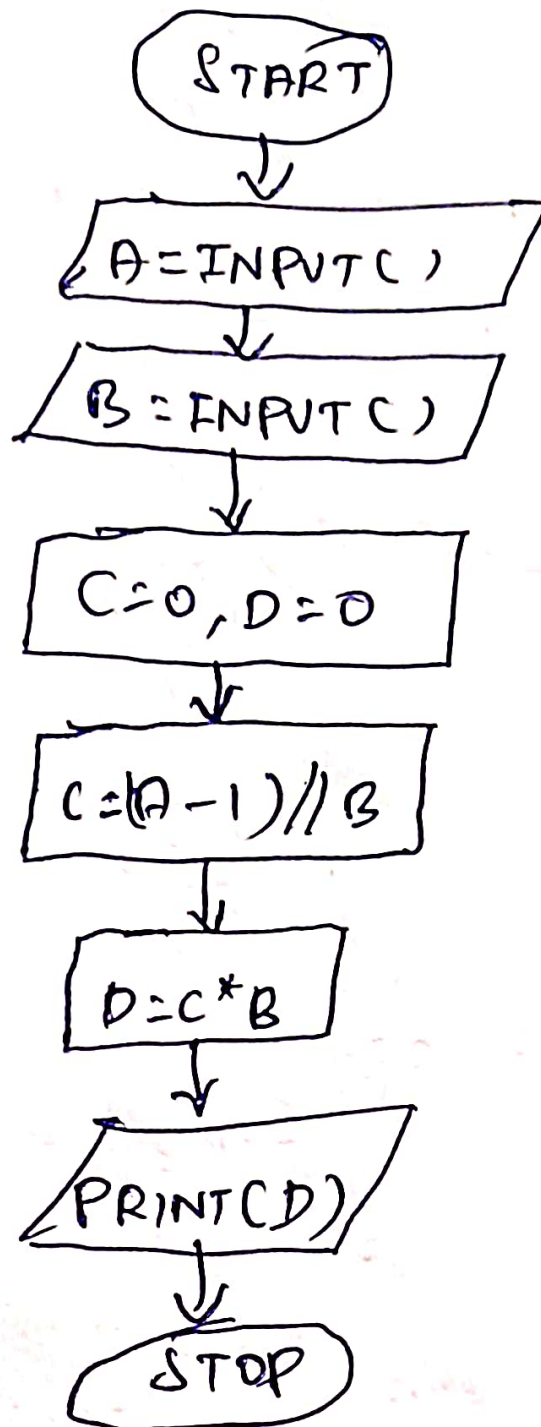 START
A=INPUT()
B=INPUT()
C=0, D=0
C=(A-1)//B
D=C*B
PRINT(D)
STOP